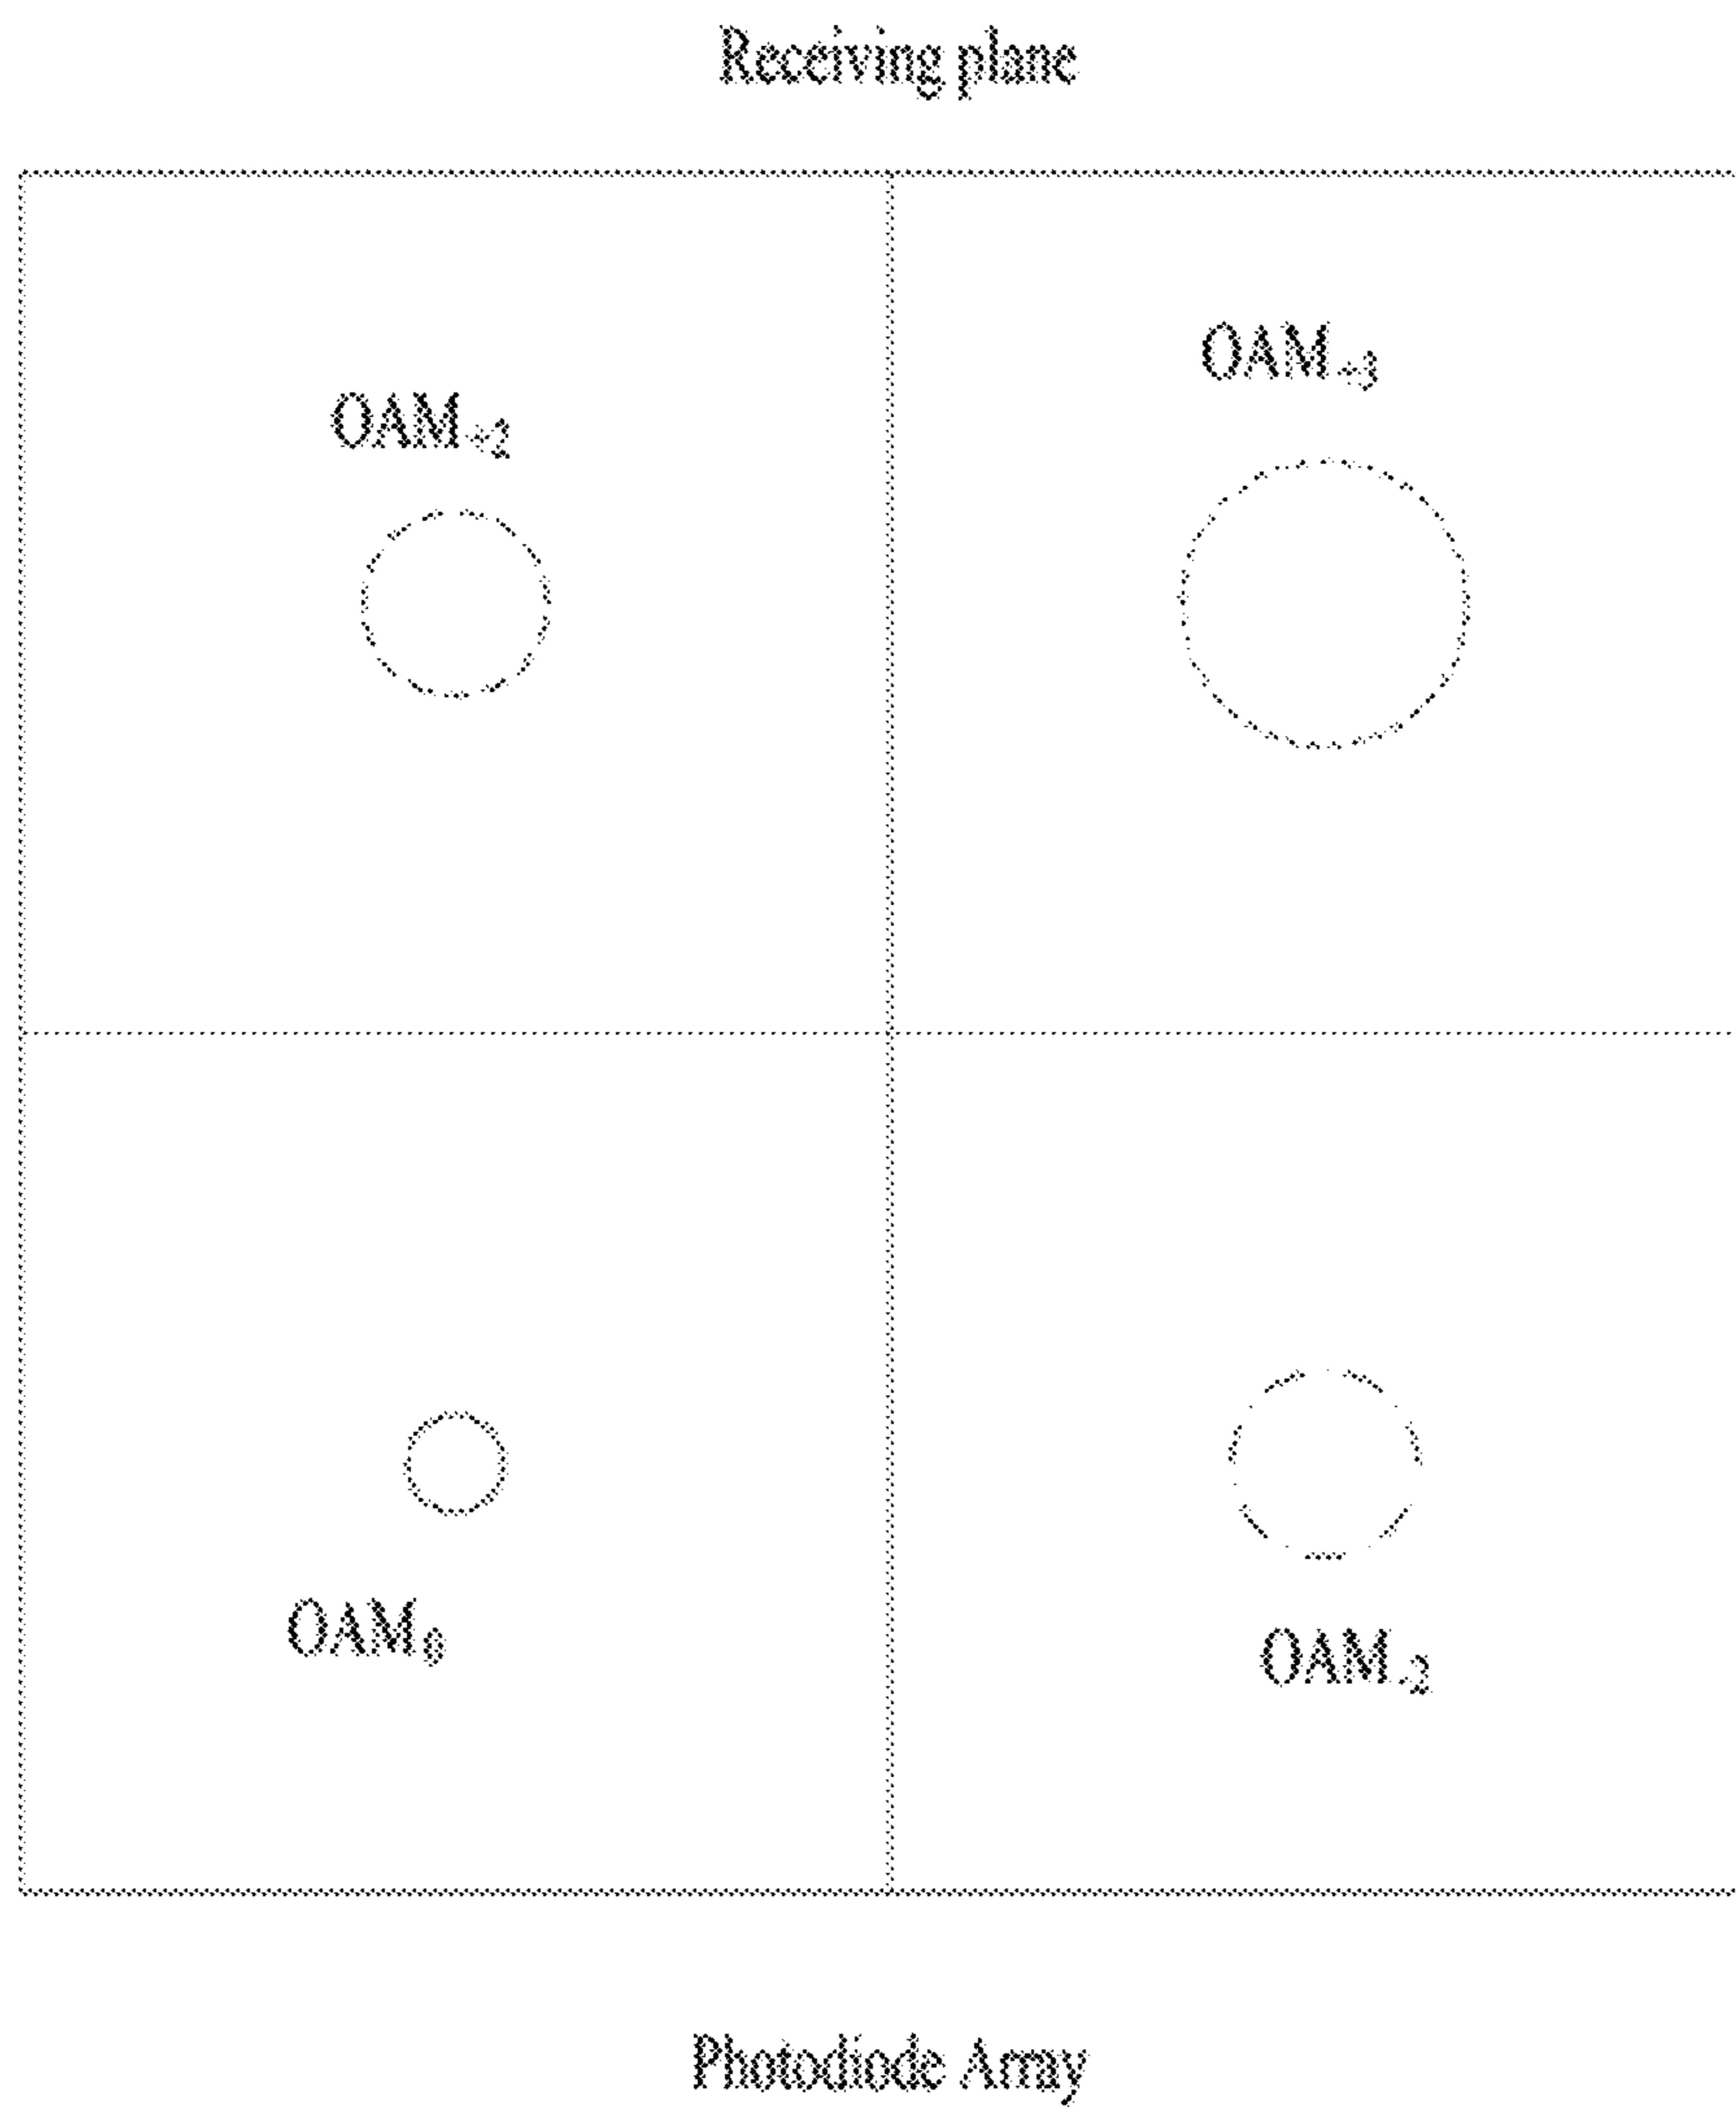 Receiving plane
OAM+2
OAM+3
OAM0
OAM-2
Photodiode Array